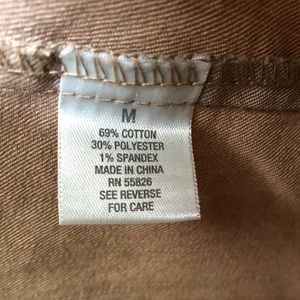 M
69% COTTON
30% POLYESTER
1% SPANDEX
MADE IN CHINA
RN 55826
SEE REVERSE
FOR CARE